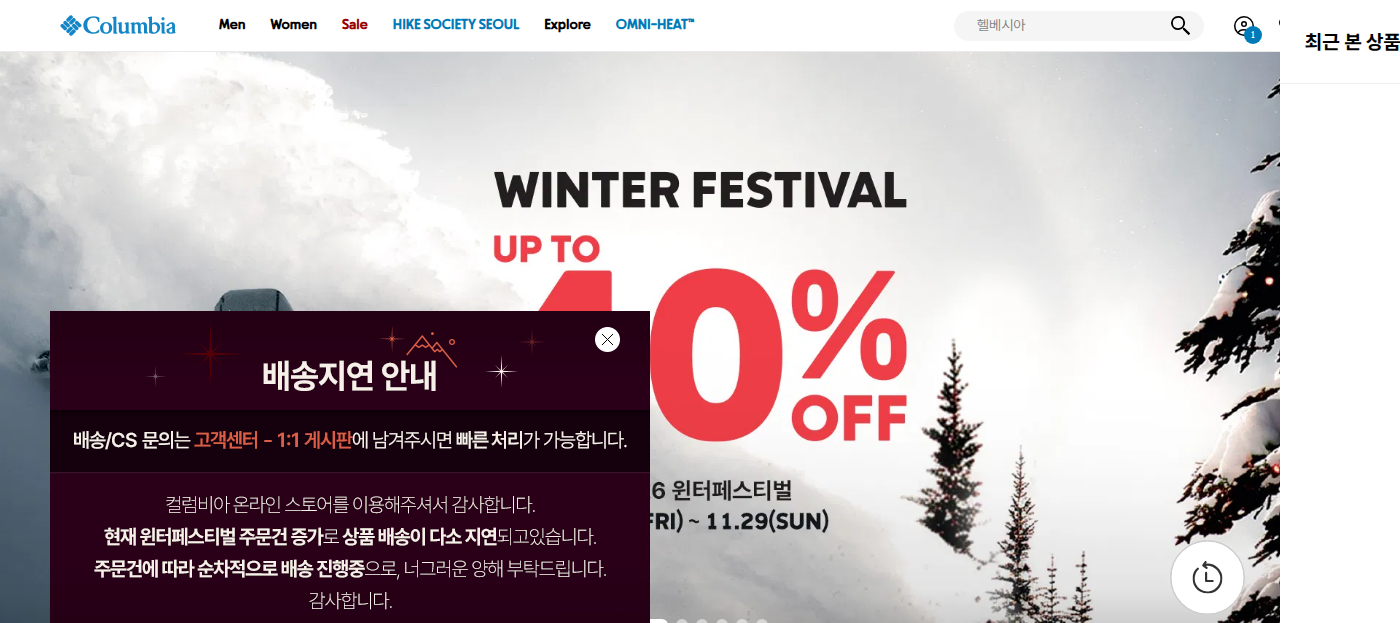 Columbia
Men Women Sale HIKE SOCIETY SEOUL Explore OMNI-HEAT™
헬베시아
1
최근 본 상품
WINTER FESTIVAL
UP TO
0%
OFF
6 윈터페스티벌
FRI) ~ 11.29(SUN)
배송지연 안내
배송/CS 문의는 고객센터 - 1:1 게시판에 남겨주시면 빠른 처리가 가능합니다.
컬럼비아 온라인 스토어를 이용해주셔서 감사합니다.
현재 윈터페스티벌 주문건 증가로 상품 배송이 다소 지연되고있습니다.
주문건에 따라 순차적으로 배송 진행중으로, 너그러운 양해 부탁드립니다.
감사합니다.